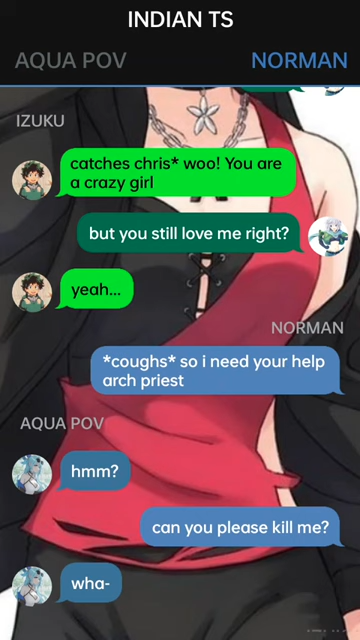 INDIAN TS
AQUA POV
NORMAN
IZUKU
catches chris* woo! You are
a crazy girl
but you still love me right?
yeah...
NORMAN
*coughs* so i need your help
arch priest
AQUA POV
hmm?
can you please kill me?
wha-